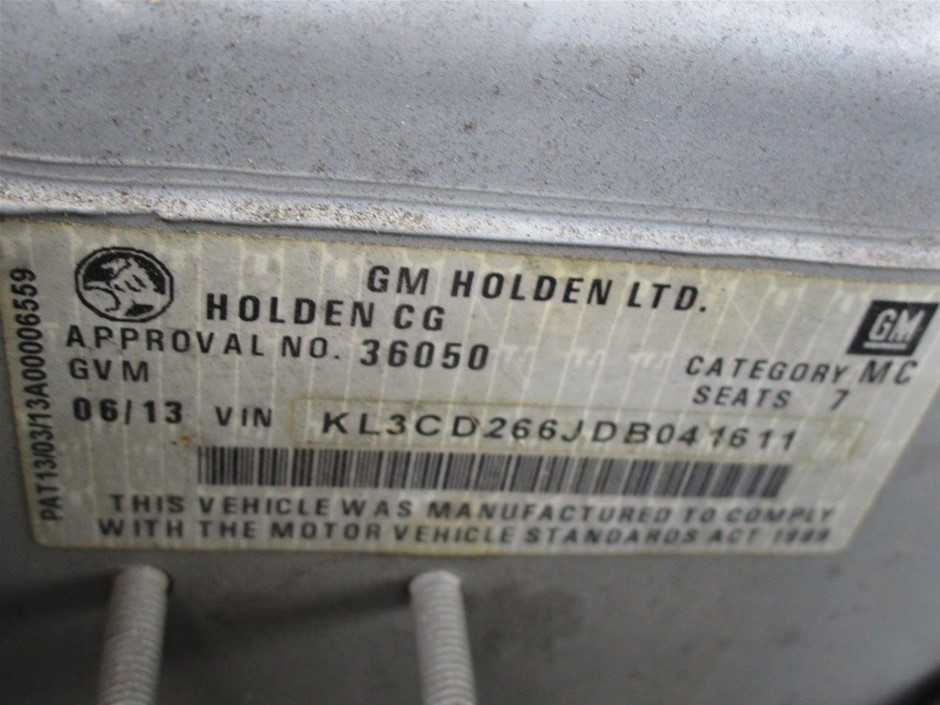 GM HOLDEN LTD.
HOLDEN CG
APPROVAL NO. 36050
GVM
CATEGORY MC
SEATS 7
06/13 VIN KL3CD266JDB041611
THIS VEHICLE WAS MANUFACTURED TO COMPLY
WITH THE MOTOR VEHICLE STANDARDS ACT 1989
PAT13/03/13A00006559
GM